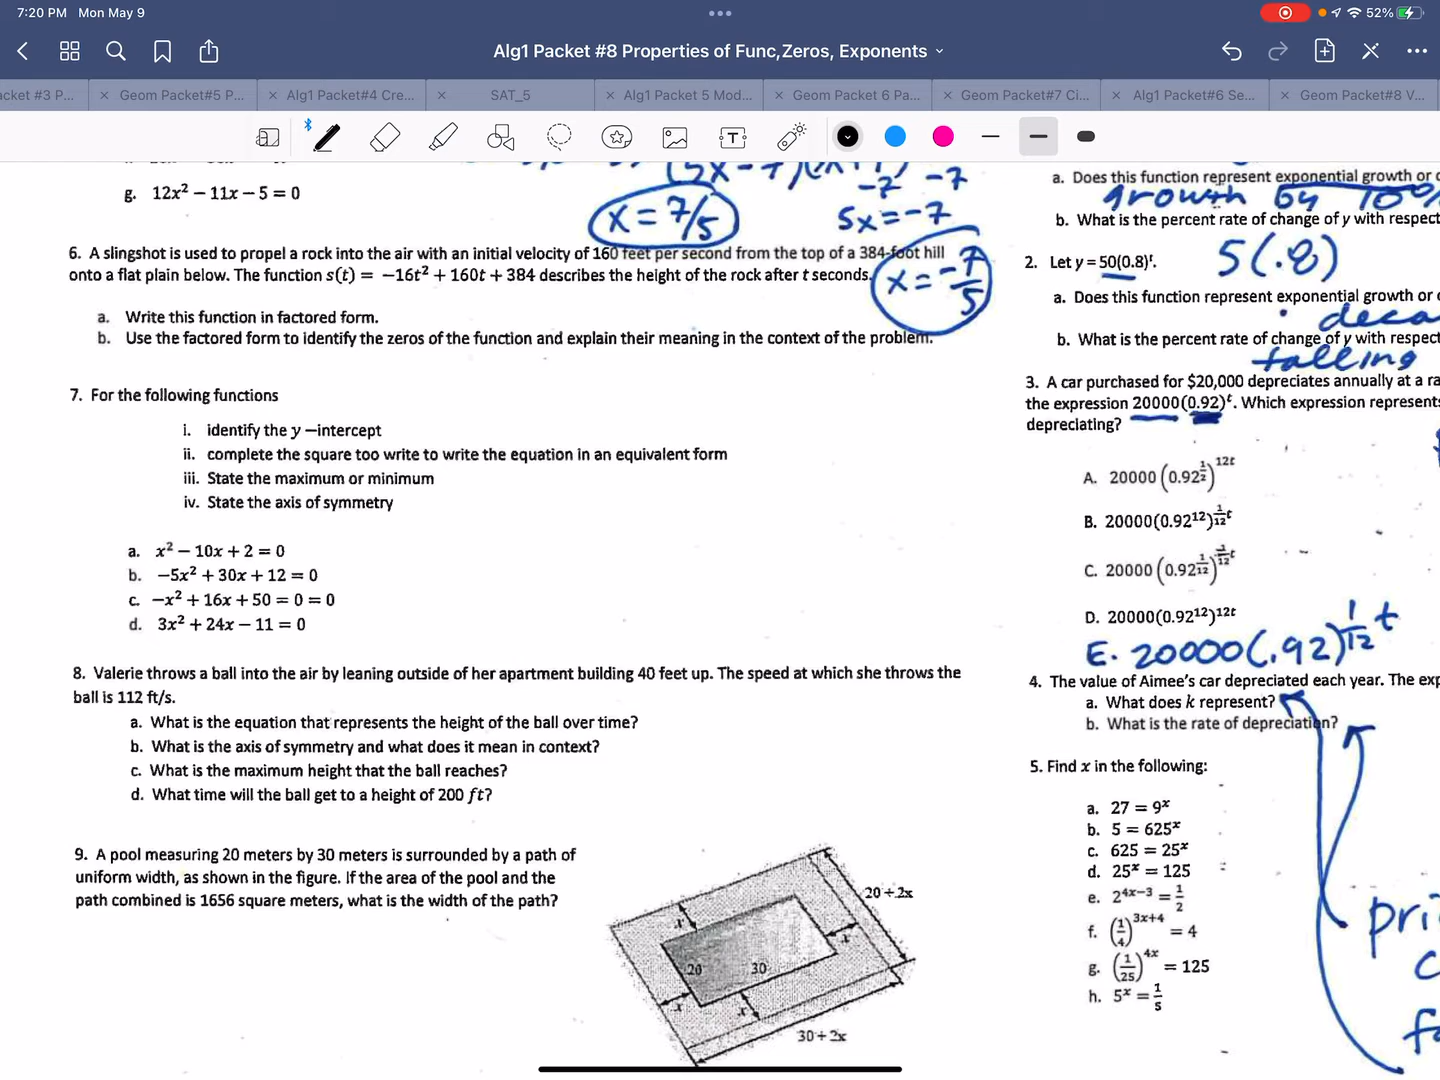 7:20 PM Mon May 9
52%
Alg1 Packet #8 Properties of Func,Zeros, Exponents
acket #3 P...
Geom Packet#5 P...
Alg1 Packet#4 Cre...
SAT_5
Alg1 Packet 5 Mod...
Geom Packet 6 Pa...
Geom Packet#7 Ci...
Alg1 Packet#6 Se...
Geom Packet#8 V...
g. 12x² − 11x − 5 = 0
-7 -7
x = 7/5
5x = -7
x = -7/5
6. A slingshot is used to propel a rock into the air with an initial velocity of 160 feet per second from the top of a 384-foot hill
onto a flat plain below. The function s(t) = −16t² + 160t + 384 describes the height of the rock after t seconds.
a. Write this function in factored form.
b. Use the factored form to identify the zeros of the function and explain their meaning in the context of the problem.
7. For the following functions
i. identify the y −intercept
ii. complete the square too write to write the equation in an equivalent form
iii. State the maximum or minimum
iv. State the axis of symmetry
a. x² − 10x + 2 = 0
b. −5x² + 30x + 12 = 0
c. −x² + 16x + 50 = 0 = 0
d. 3x² + 24x − 11 = 0
8. Valerie throws a ball into the air by leaning outside of her apartment building 40 feet up. The speed at which she throws the
ball is 112 ft/s.
a. What is the equation that represents the height of the ball over time?
b. What is the axis of symmetry and what does it mean in context?
c. What is the maximum height that the ball reaches?
d. What time will the ball get to a height of 200 ft?
9. A pool measuring 20 meters by 30 meters is surrounded by a path of
uniform width, as shown in the figure. If the area of the pool and the
path combined is 1656 square meters, what is the width of the path?
20 + 2x
x
x
20
30
x
x
30 + 2x
a. Does this function represent exponential growth or
growth by 10%
b. What is the percent rate of change of y with respect
2. Let y = 50(0.8)ᵗ.
5(.8)
a. Does this function represent exponential growth or
deca
b. What is the percent rate of change of y with respect
falling
3. A car purchased for $20,000 depreciates annually at a ra
the expression 20000(0.92)ᵗ. Which expression represents
depreciating?
A. 20000(0.92^(1/2))^(12t)
B. 20000(0.92¹²)^(1/12 t)
C. 20000(0.92^(1/12))^(1/12 t)
D. 20000(0.92¹²)^(12t)
E. 20000(.92)^(1/12 t)
4. The value of Aimee's car depreciated each year. The exp
a. What does k represent?
b. What is the rate of depreciation?
5. Find x in the following:
a. 27 = 9ˣ
b. 5 = 625ˣ
c. 625 = 25ˣ
d. 25ˣ = 125
e. 2^(4x−3) = 1/2
f. (1/4)^(3x+4) = 4
g. (1/25)^(4x) = 125
h. 5ˣ = 1/5
pri
c
fa